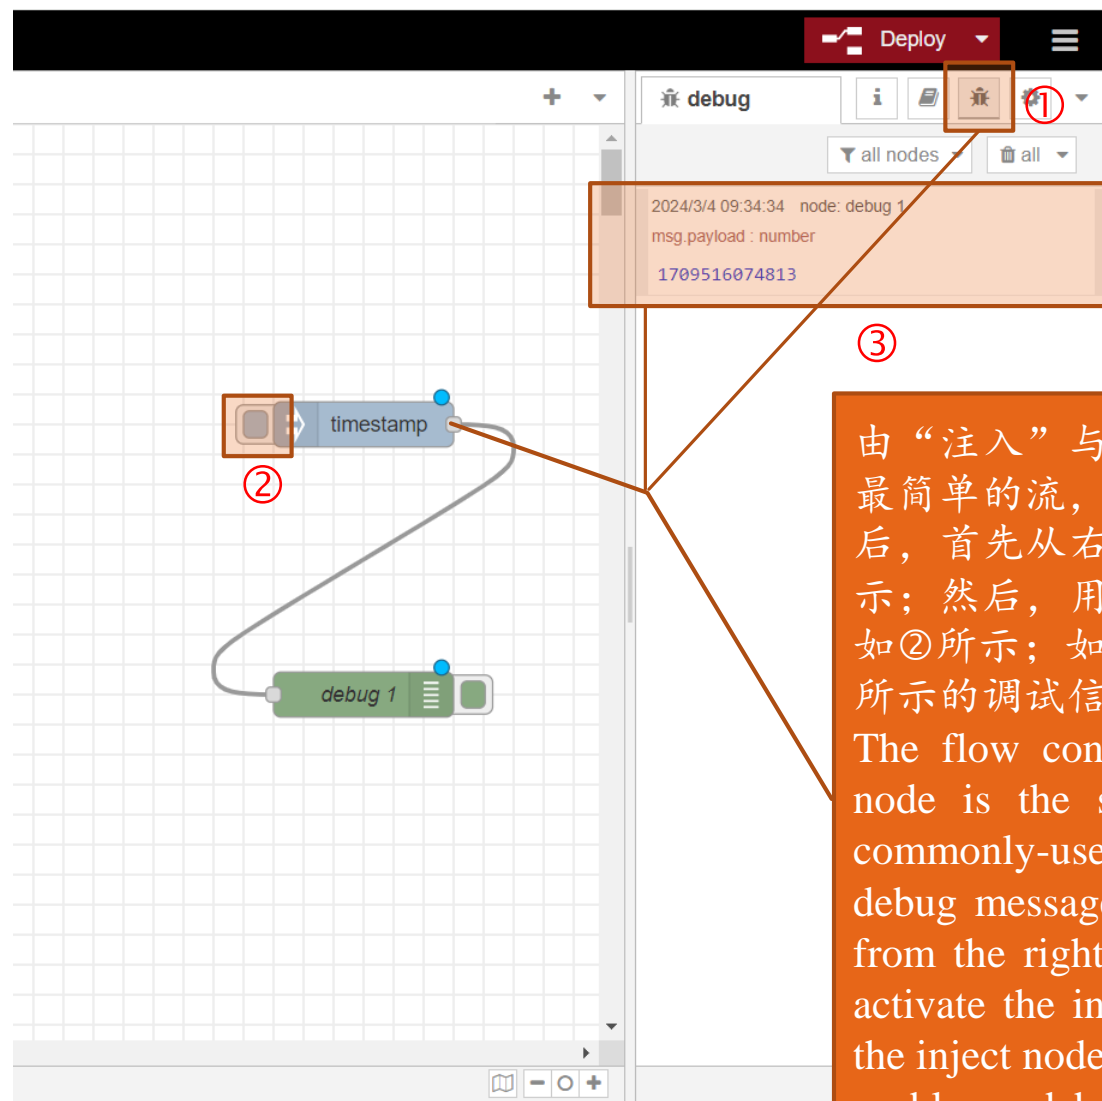 Deploy
debug
all nodes
all
2024/3/4 09:34:34 node: debug 1
msg.payload : number
1709516074813
①
②
③
timestamp
debug 1
由“注入”与
最简单的流，
后，首先从右
示；然后，用
如②所示；如
所示的调试信
The flow con
node is the
commonly-use
debug message
from the right
activate the in
the inject node